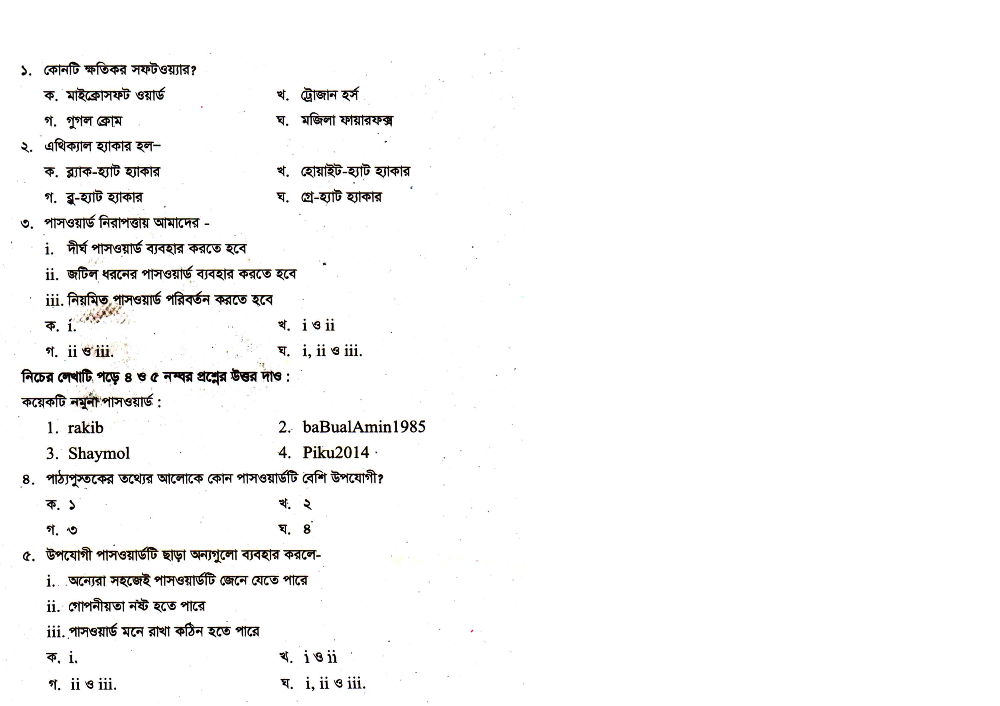 ১. কোনটি ক্ষতিকর সফটওয়্যার?
ক. মাইক্রোসফট ওয়ার্ড খ. ট্রোজান হর্স
গ. গুগল ক্রোম ঘ. মজিলা ফায়ারফক্স
২. এথিক্যাল হ্যাকার হল–
ক. ব্ল্যাক-হ্যাট হ্যাকার খ. হোয়াইট-হ্যাট হ্যাকার
গ. ব্লু-হ্যাট হ্যাকার ঘ. গ্রে-হ্যাট হ্যাকার
৩. পাসওয়ার্ড নিরাপত্তায় আমাদের -
i. দীর্ঘ পাসওয়ার্ড ব্যবহার করতে হবে
ii. জটিল ধরনের পাসওয়ার্ড ব্যবহার করতে হবে
iii. নিয়মিত পাসওয়ার্ড পরিবর্তন করতে হবে
ক. i. খ. i ও ii
গ. ii ও iii. ঘ. i, ii ও iii.
নিচের লেখাটি পড়ে ৪ ও ৫ নম্বর প্রশ্নের উত্তর দাও :
কয়েকটি নমুনা পাসওয়ার্ড :
1. rakib 2. baBualAmin1985
3. Shaymol 4. Piku2014
৪. পাঠ্যপুস্তকের তথ্যের আলোকে কোন পাসওয়ার্ডটি বেশি উপযোগী?
ক. ১ খ. ২
গ. ৩ ঘ. ৪
৫. উপযোগী পাসওয়ার্ডটি ছাড়া অন্যগুলো ব্যবহার করলে-
i. অন্যেরা সহজেই পাসওয়ার্ডটি জেনে যেতে পারে
ii. গোপনীয়তা নষ্ট হতে পারে
iii. পাসওয়ার্ড মনে রাখা কঠিন হতে পারে
ক. i. খ. i ও ii
গ. ii ও iii. ঘ. i, ii ও iii.